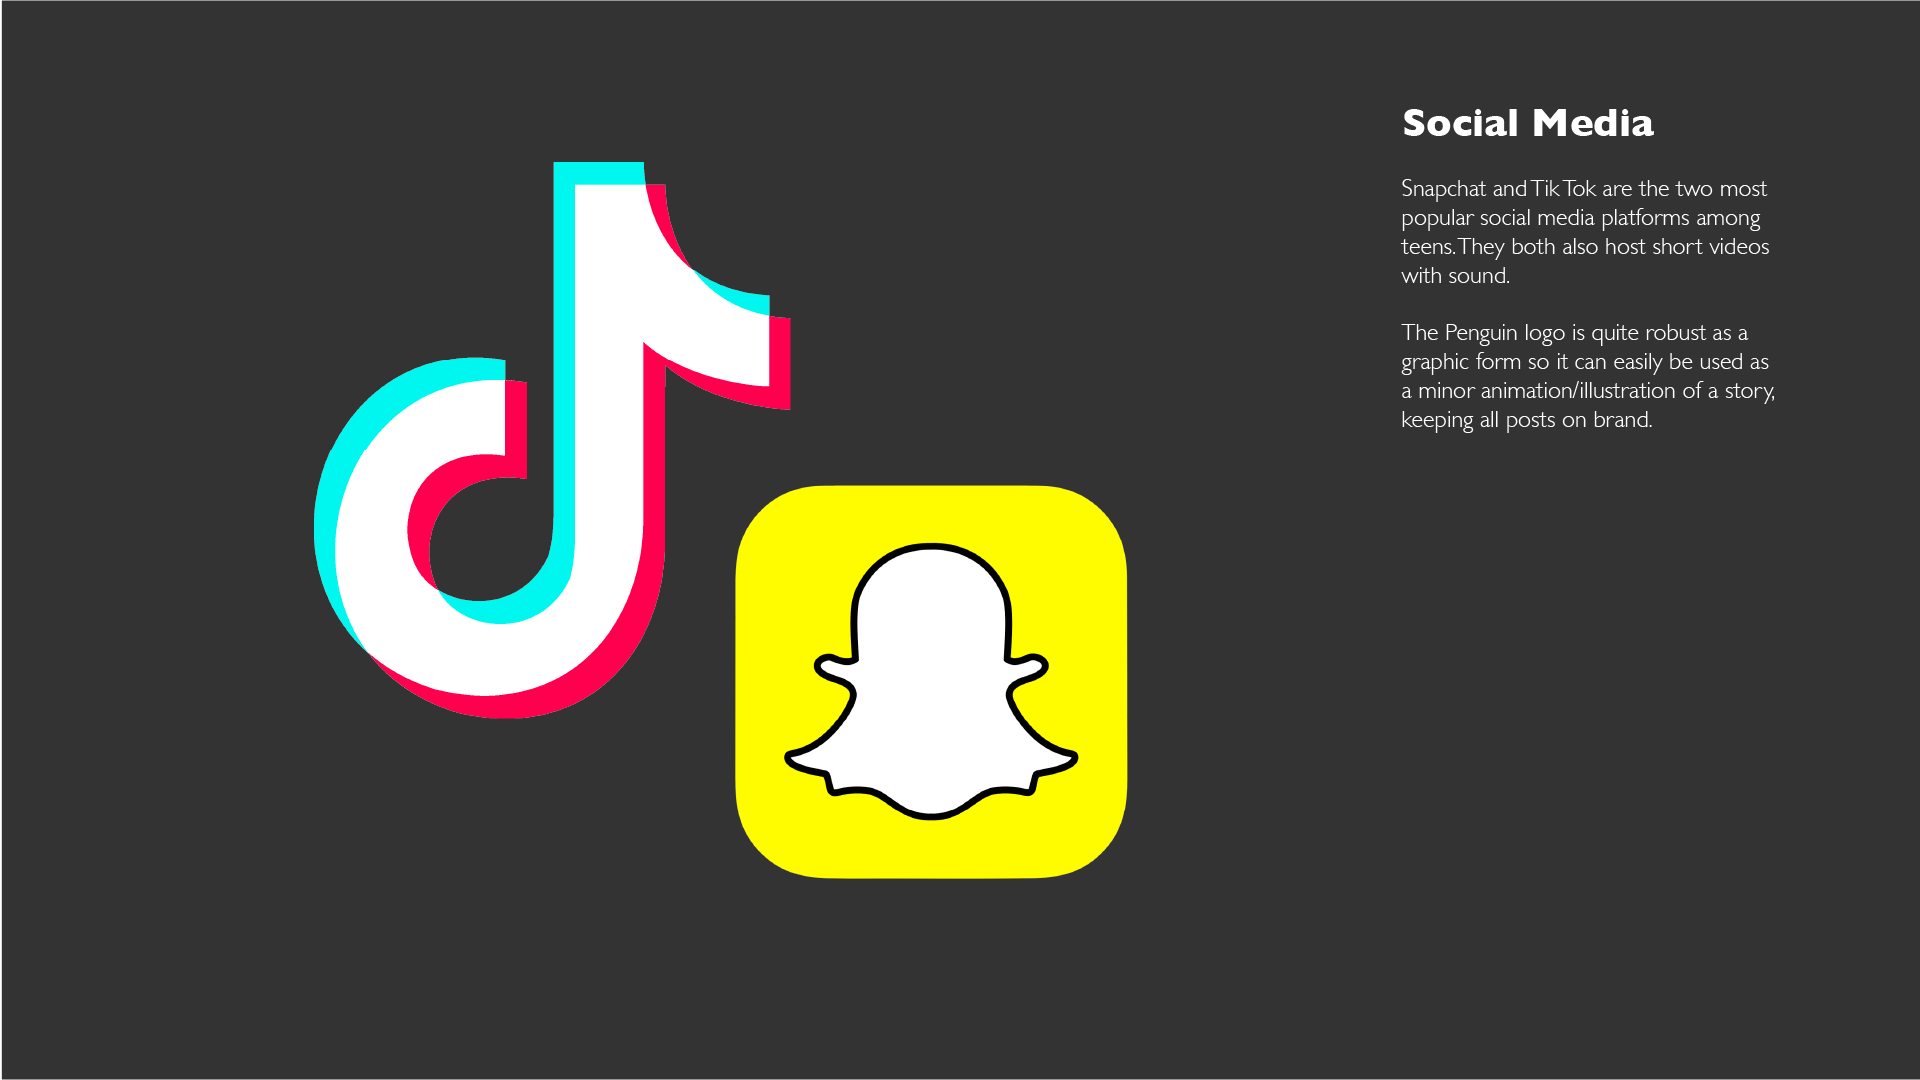 Social Media
Snapchat and TikTok are the two most
popular social media platforms among
teens. They both also host short videos
with sound.
The Penguin logo is quite robust as a
graphic form so it can easily be used as
a minor animation/illustration of a story,
keeping all posts on brand.